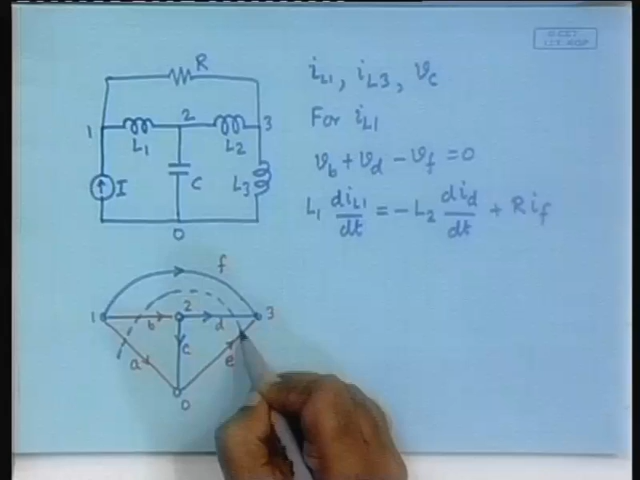 R
1
2
3
L1
L2
I
C
L3
0
iL1, iL3, vc
For iL1
vb + vd - vf = 0
L1 diL1/dt = -L2 did/dt + R if
f
1
b
2
d
3
a
c
e
0